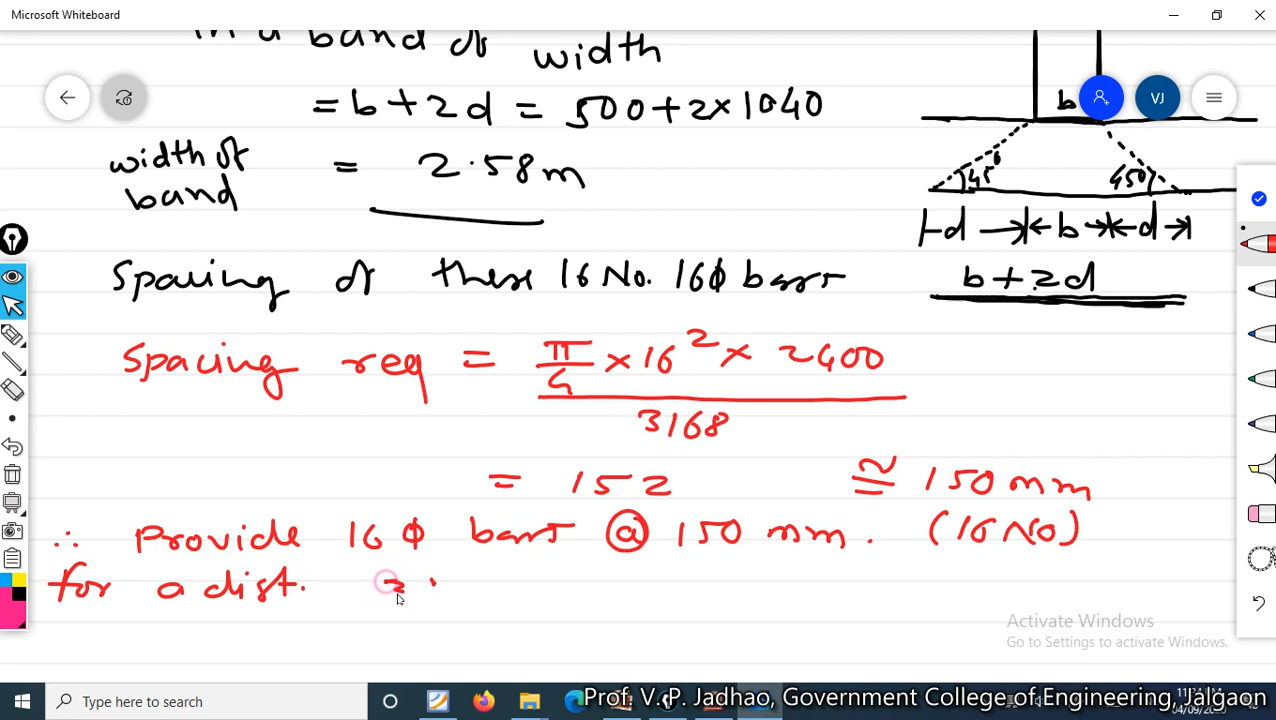 Microsoft Whiteboard
in a band of width
= b + 2d = 500 + 2 × 1040
width of band = 2.58 m
b
VJ
45°
45°
d b d
b + 2d
Spacing of these 16 No. 16ϕ bars
Spacing req = π/4 × 16² × 2400
3168
= 152 ≅ 150 mm
∴ Provide 16 ϕ bars @ 150 mm. (16 No)
for a dist. 2.
Activate Windows
Go to Settings to activate Windows.
Type here to search
Prof. V. P. Jadhao, Government College of Engineering, Jalgaon